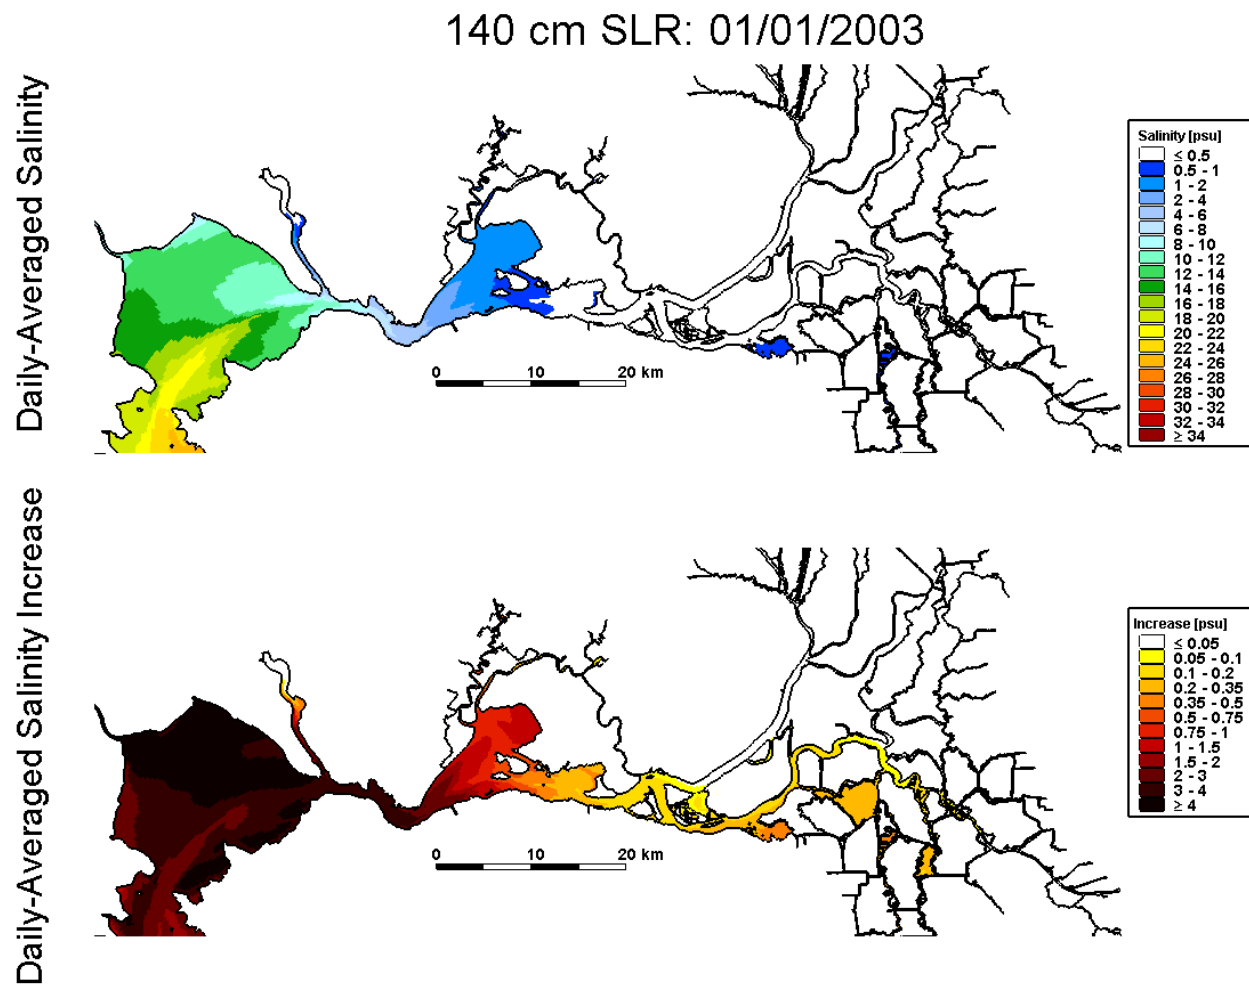 140 cm SLR: 01/01/2003
Daily-Averaged Salinity
Salinity [psu]
≤ 0.5
0.5 - 1
1 - 2
2 - 4
4 - 6
6 - 8
8 - 10
10 - 12
12 - 14
14 - 16
16 - 18
18 - 20
20 - 22
22 - 24
24 - 26
26 - 28
28 - 30
30 - 32
32 - 34
≥ 34
0 10 20 km
Daily-Averaged Salinity Increase
Increase [psu]
≤ 0.05
0.05 - 0.1
0.1 - 0.2
0.2 - 0.35
0.35 - 0.5
0.5 - 0.75
0.75 - 1
1 - 1.5
1.5 - 2
2 - 3
3 - 4
≥ 4
0 10 20 km